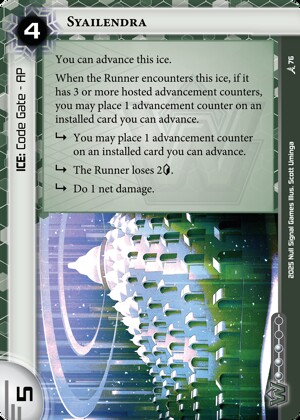 4
SYAILENDRA
ICE: Code Gate - AP
You can advance this ice.
When the Runner encounters this ice, if it
has 3 or more hosted advancement counters,
you may place 1 advancement counter on an
installed card you can advance.
↳ You may place 1 advancement counter
on an installed card you can advance.
↳ The Runner loses 2.
↳ Do 1 net damage.
76
2025 Null Signal Games Illus. Scott Uminga
5